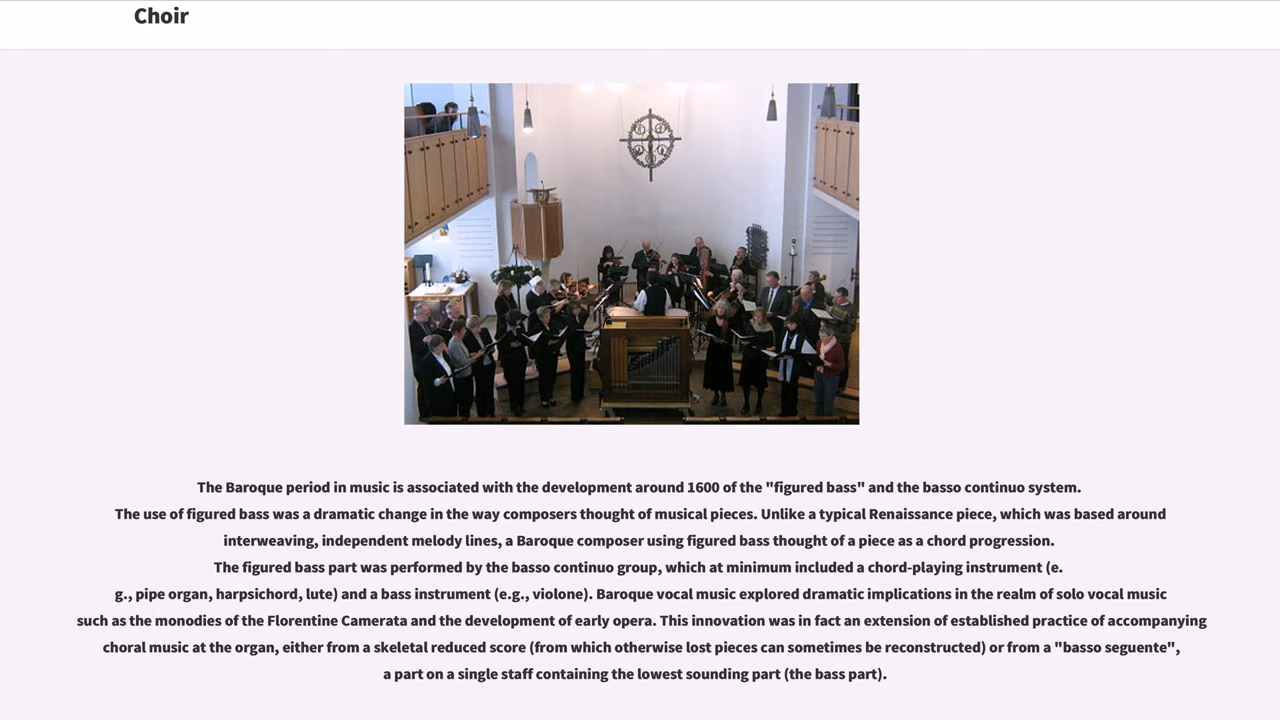 Choir
The Baroque period in music is associated with the development around 1600 of the "figured bass" and the basso continuo system.
The use of figured bass was a dramatic change in the way composers thought of musical pieces. Unlike a typical Renaissance piece, which was based around
interweaving, independent melody lines, a Baroque composer using figured bass thought of a piece as a chord progression.
The figured bass part was performed by the basso continuo group, which at minimum included a chord-playing instrument (e.
g., pipe organ, harpsichord, lute) and a bass instrument (e.g., violone). Baroque vocal music explored dramatic implications in the realm of solo vocal music
such as the monodies of the Florentine Camerata and the development of early opera. This innovation was in fact an extension of established practice of accompanying
choral music at the organ, either from a skeletal reduced score (from which otherwise lost pieces can sometimes be reconstructed) or from a "basso seguente",
a part on a single staff containing the lowest sounding part (the bass part).